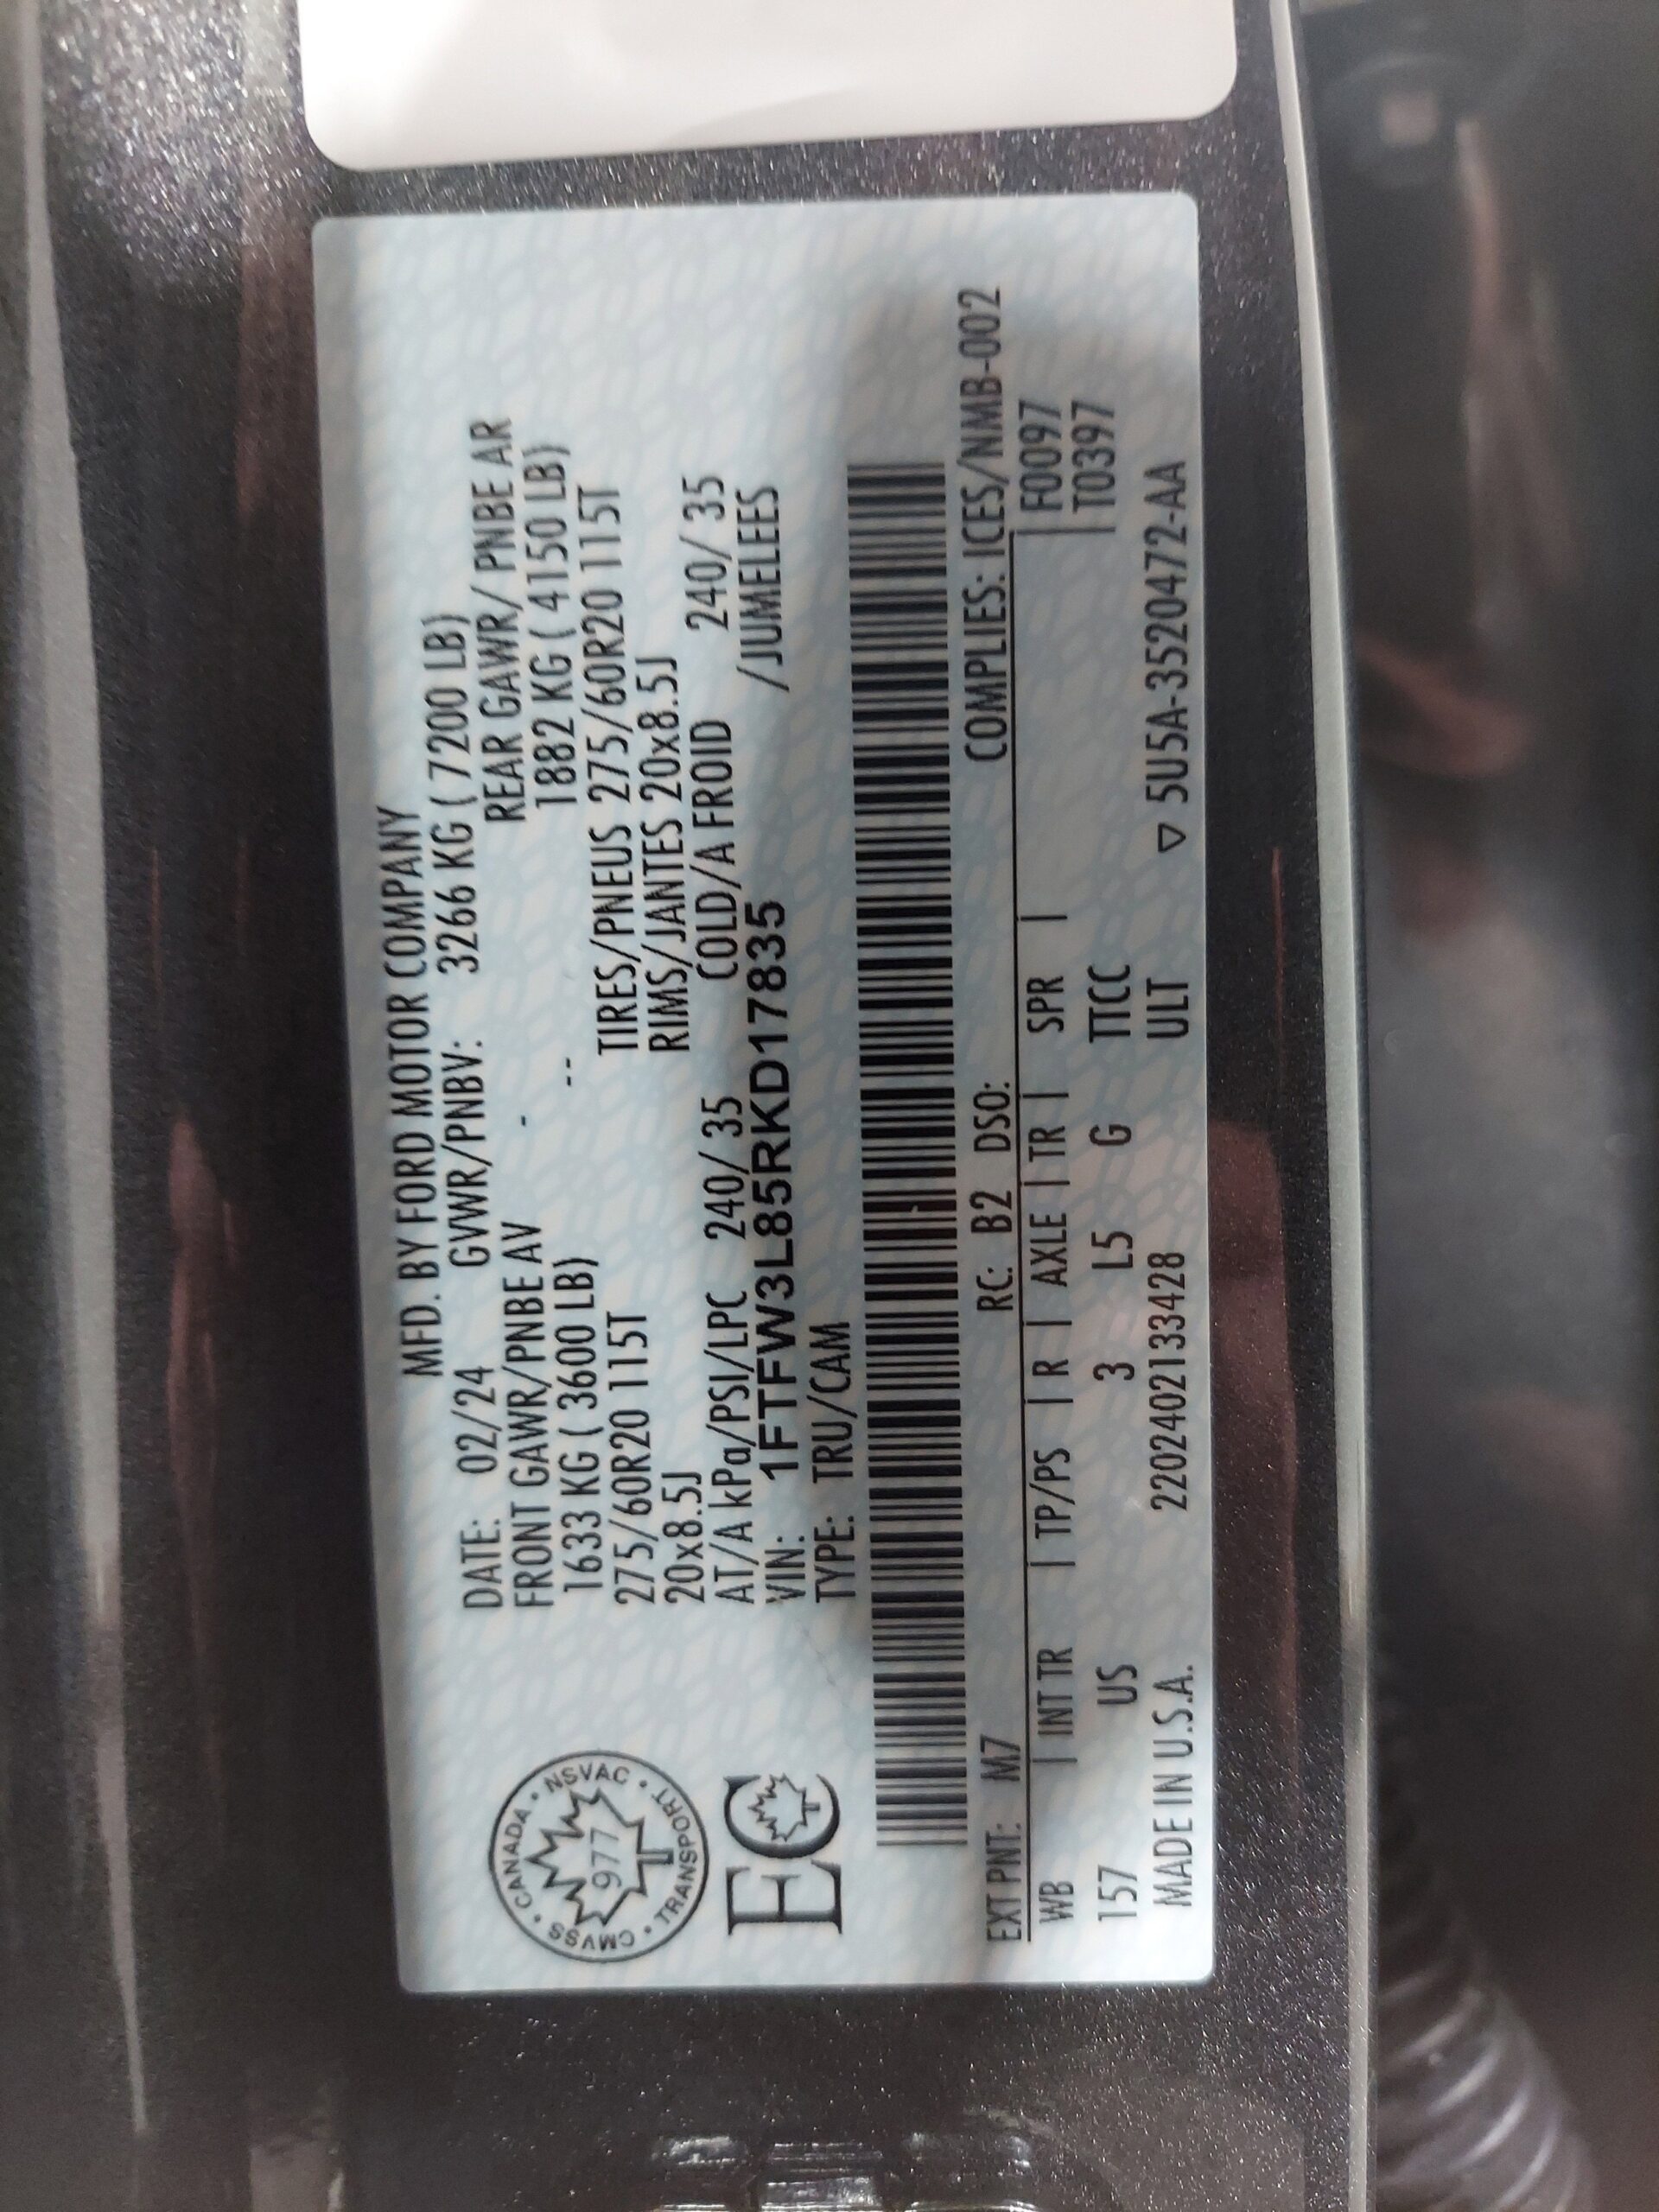 MFD. BY FORD MOTOR COMPANY
DATE: 02/24 GVWR/PNBV: 3266 KG ( 7200 LB)
FRONT GAWR/PNBE AV - REAR GAWR/ PNBE AR
1633 KG ( 3600 LB) -- 1882 KG ( 4150 LB)
275/60R20 115T TIRES/PNEUS 275/60R20 115T
20x8.5J RIMS/JANTES 20x8.5J
AT/A kPa/PSI/LPC 240/ 35 COLD/A FROID 240/ 35
VIN: 1FTFW3L85RKD17835 /JUMELEES
TYPE: TRU/CAM
CANADA • NSVAC • TRANSPORT • CMVSS •
977
EC
EXT PNT: M7 RC: B2 DSO: COMPLIES: ICES/NMB-002
WB | INT TR | TP/PS | R | AXLE | TR | SPR | | F0097
157 US 3 L5 G TTCC | T0397
MADE IN U.S.A. 220240213​3428 ULT ▽ 5U5A-3520472-AA